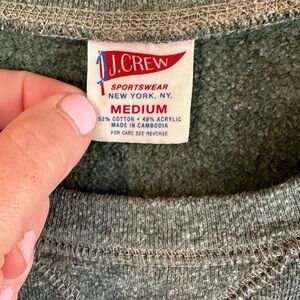 J.CREW
SPORTSWEAR
NEW YORK, NY.
MEDIUM
52% COTTON • 48% ACRYLIC
MADE IN CAMBODIA
FOR CARE SEE REVERSE